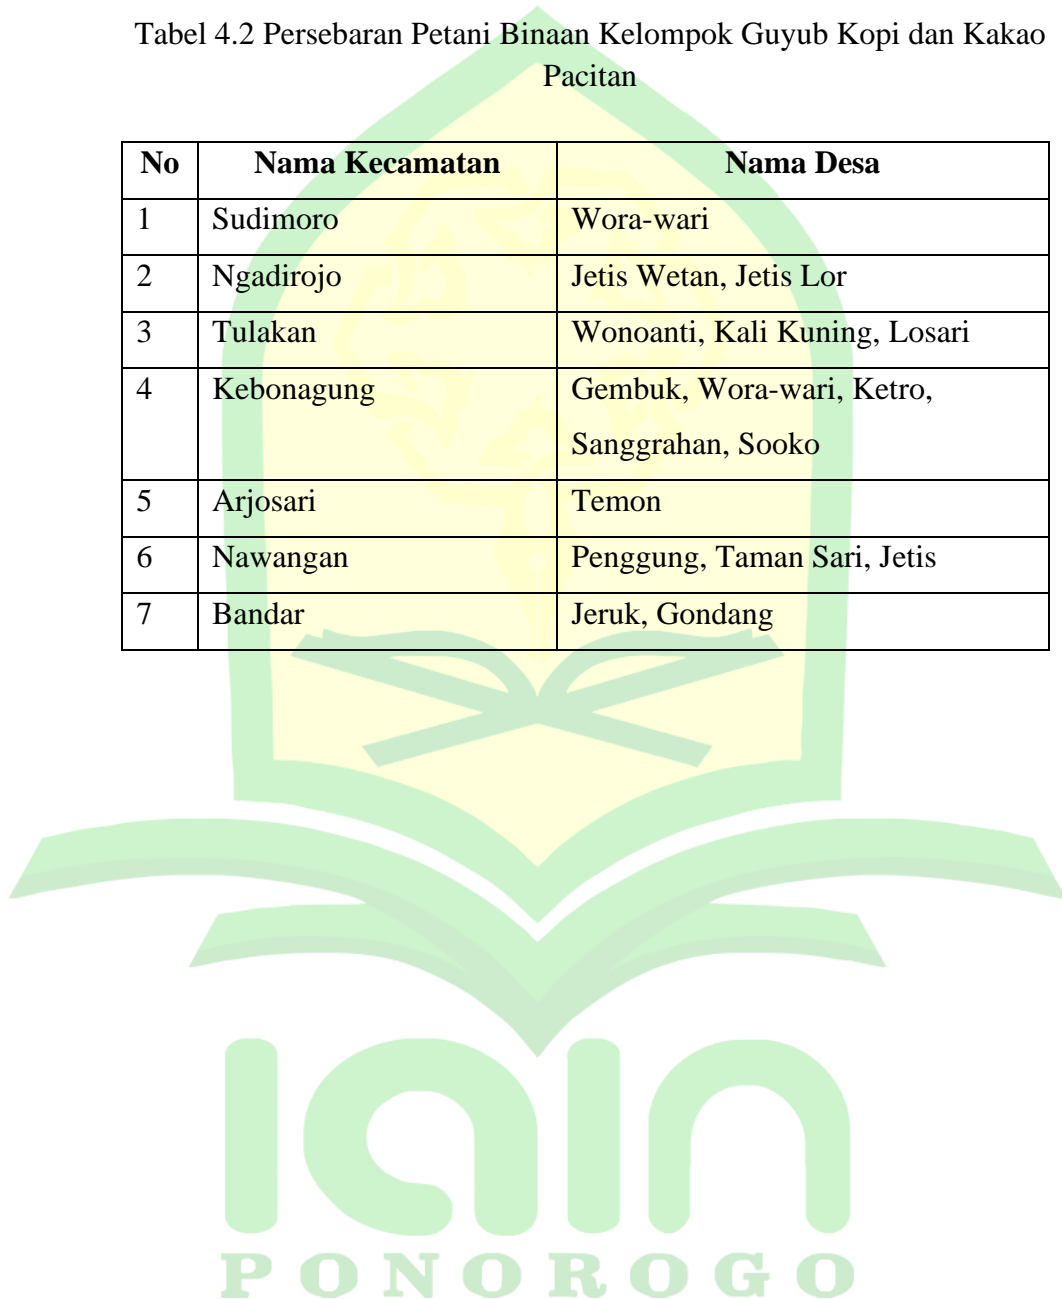 Tabel 4.2 Persebaran Petani Binaan Kelompok Guyub Kopi dan Kakao
Pacitan
No Nama Kecamatan Nama Desa
1 Sudimoro Wora-wari
2 Ngadirojo Jetis Wetan, Jetis Lor
3 Tulakan Wonoanti, Kali Kuning, Losari
4 Kebonagung Gembuk, Wora-wari, Ketro,
Sanggrahan, Sooko
5 Arjosari Temon
6 Nawangan Penggung, Taman Sari, Jetis
7 Bandar Jeruk, Gondang
iain
PONOROGO